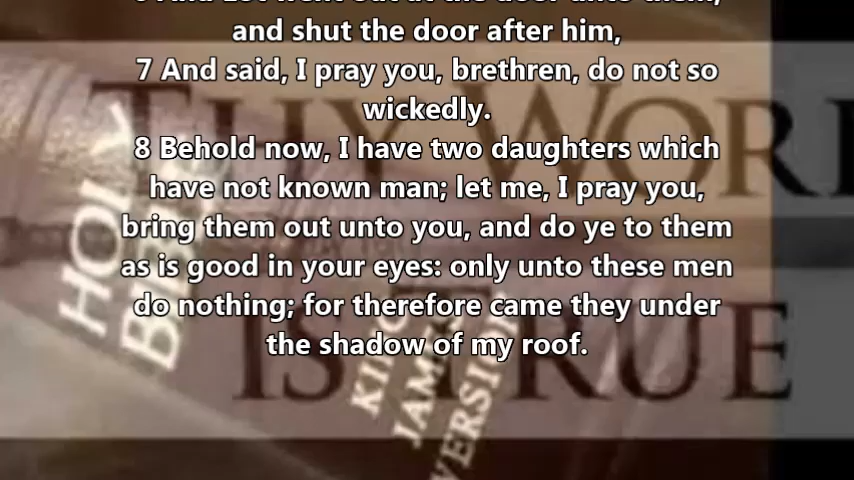 and shut the door after him,
7 And said, I pray you, brethren, do not so
wickedly.
8 Behold now, I have two daughters which
have not known man; let me, I pray you,
bring them out unto you, and do ye to them
as is good in your eyes: only unto these men
do nothing; for therefore came they under
the shadow of my roof.
THY WORD
IS TRUE
HOLY
BIBLE
KING
JAMES
VERSION